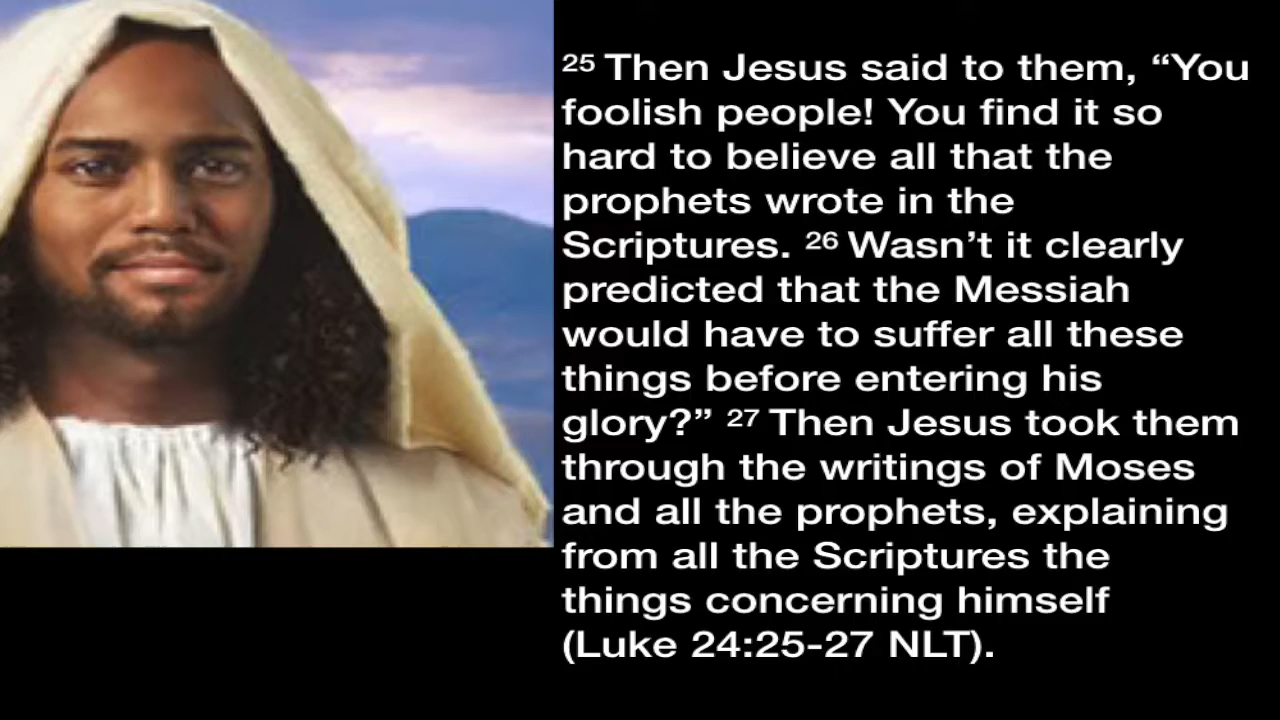 25 Then Jesus said to them, “You
foolish people! You find it so
hard to believe all that the
prophets wrote in the
Scriptures. 26 Wasn’t it clearly
predicted that the Messiah
would have to suffer all these
things before entering his
glory?” 27 Then Jesus took them
through the writings of Moses
and all the prophets, explaining
from all the Scriptures the
things concerning himself
(Luke 24:25-27 NLT).